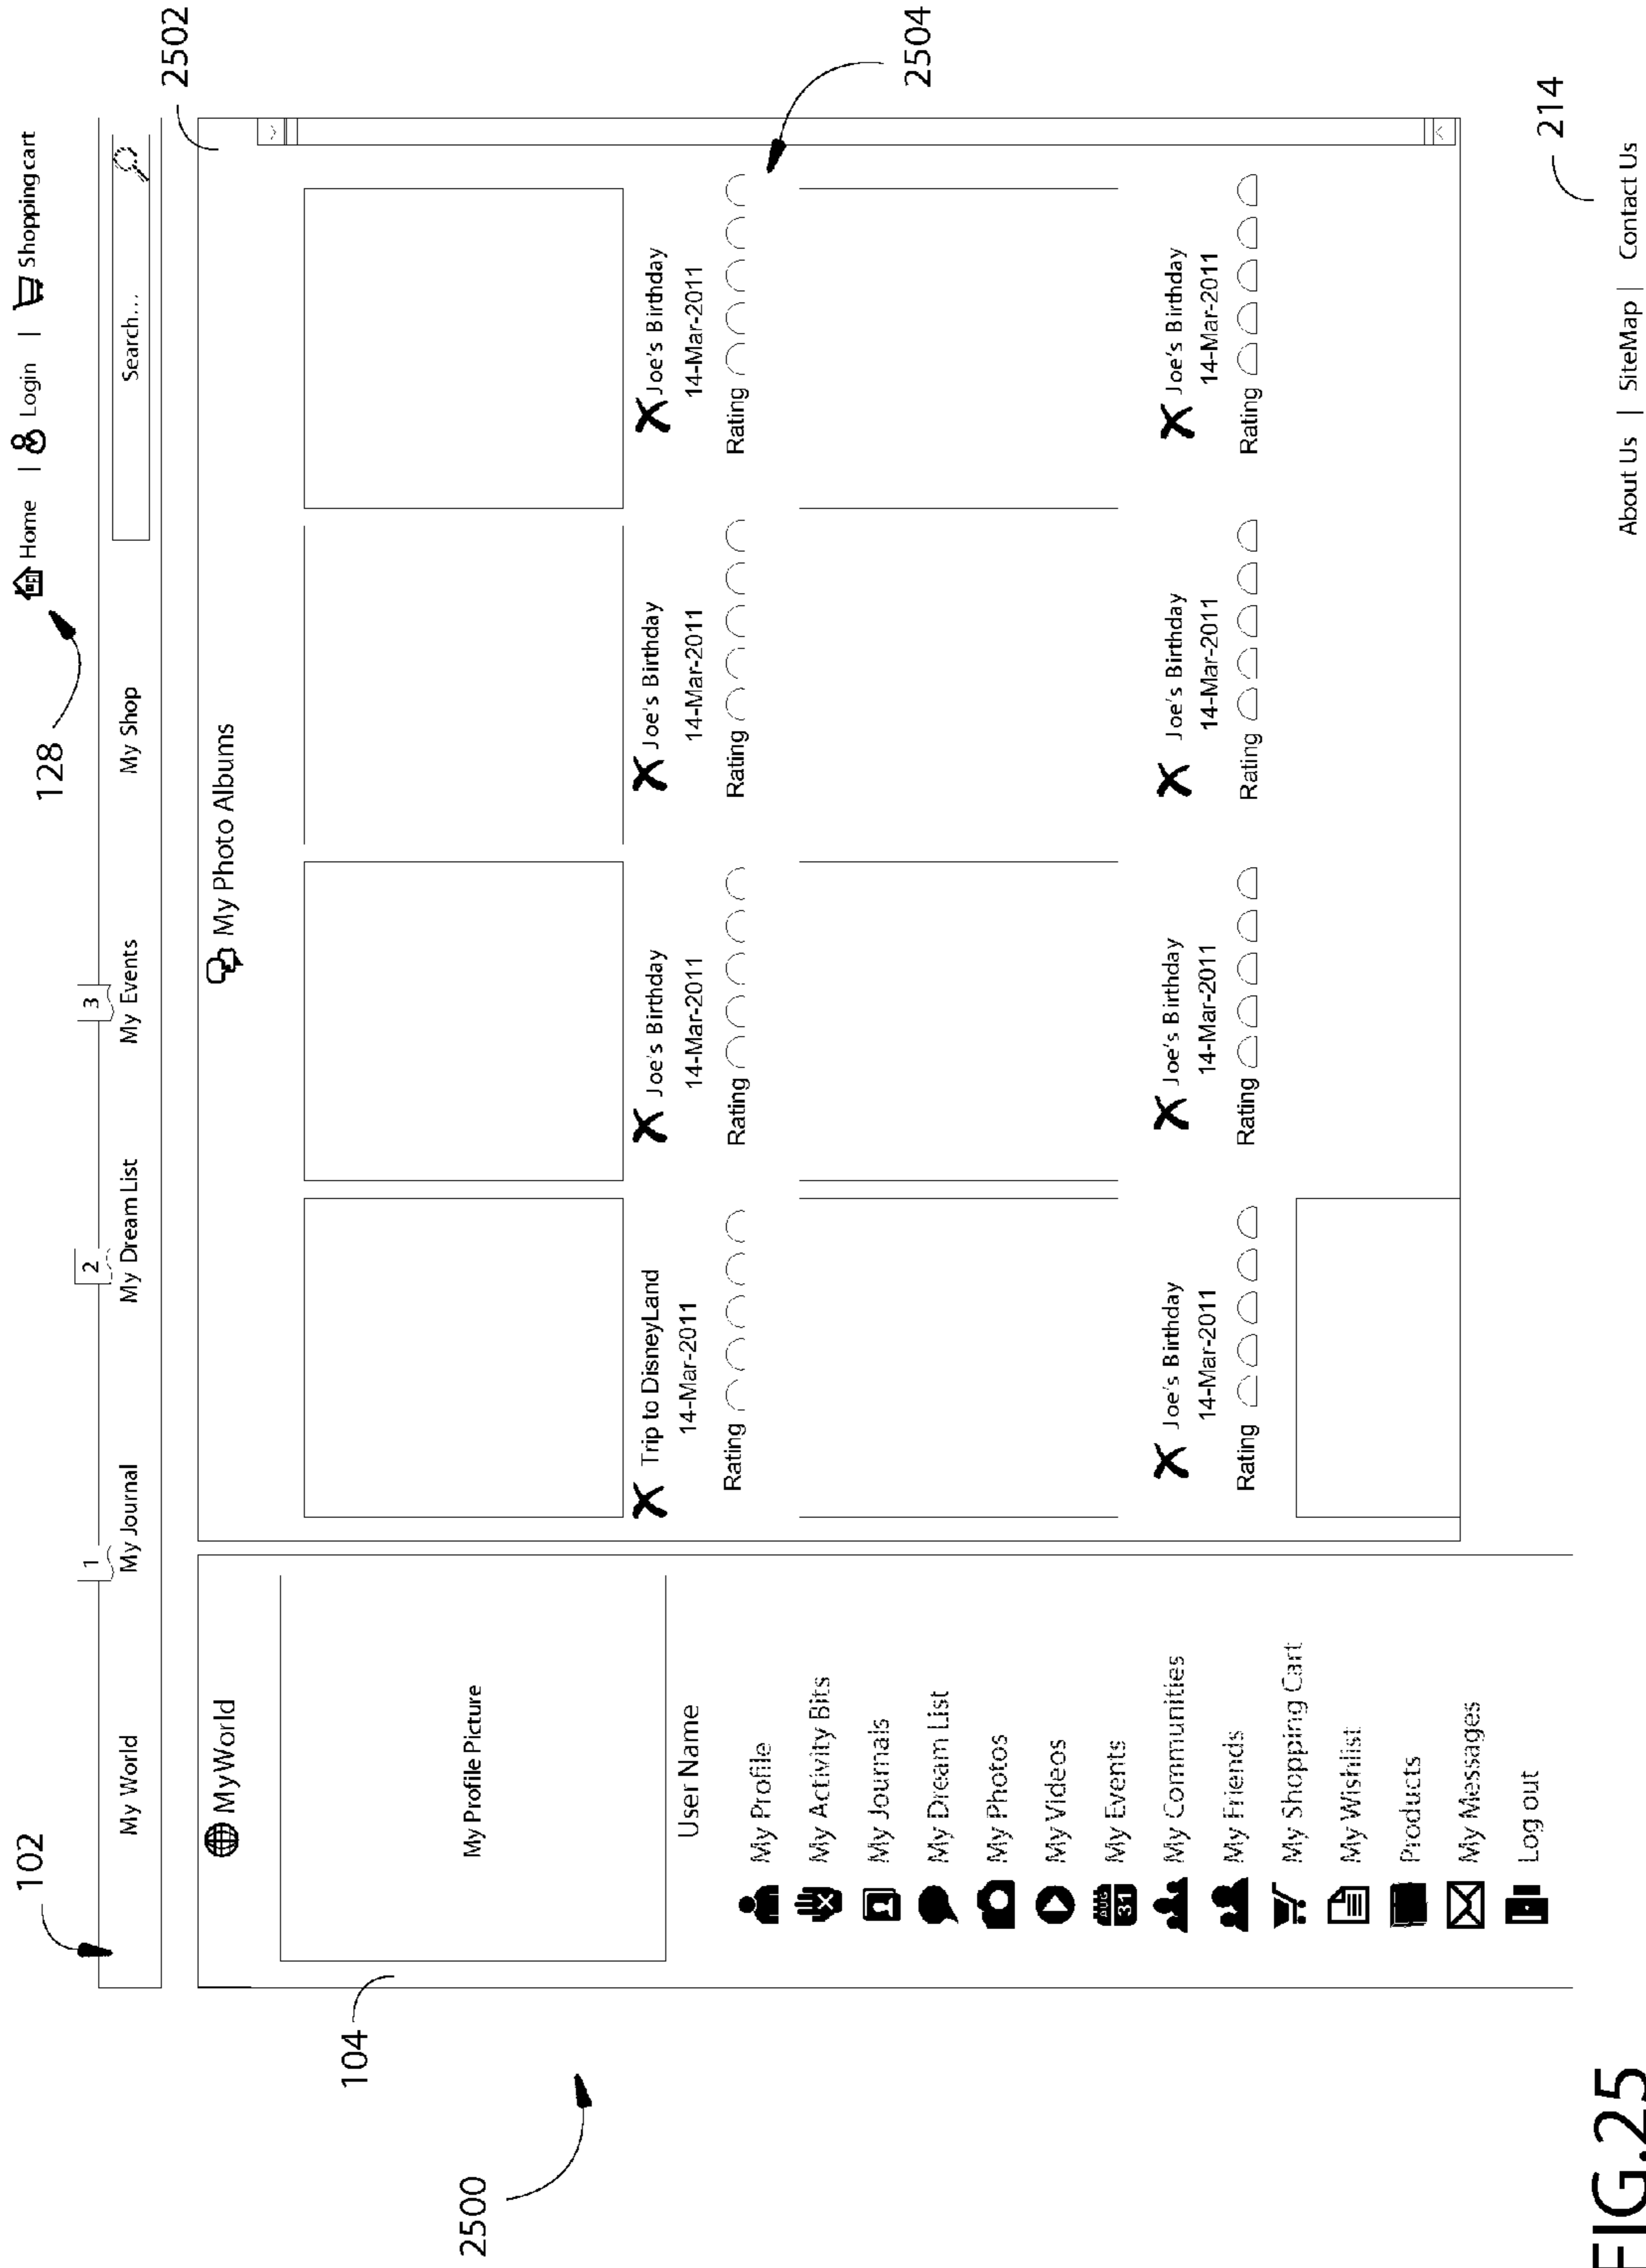 128
Home | Login | Shopping cart
102
1
2
3
My World
My Journal
My Dream List
My Events
My Shop
Search...
2502
MyWorld
104
My Profile Picture
2500
User Name
My Profile
My Activity Bits
My Journals
My Dream List
My Photos
My Videos
AUG
31
My Events
My Communities
My Friends
My Shopping Cart
My Wishlist
Products
My Messages
Log out
My Photo Albums
X Trip to DisneyLand
14-Mar-2011
Rating
X Joe's Birthday
14-Mar-2011
Rating
X Joe's Birthday
14-Mar-2011
Rating
X Joe's Birthday
14-Mar-2011
Rating
2504
X Joe's Birthday
14-Mar-2011
Rating
X Joe's Birthday
14-Mar-2011
Rating
X Joe's Birthday
14-Mar-2011
Rating
X Joe's Birthday
14-Mar-2011
Rating
214
About Us | SiteMap | Contact Us
FIG.25